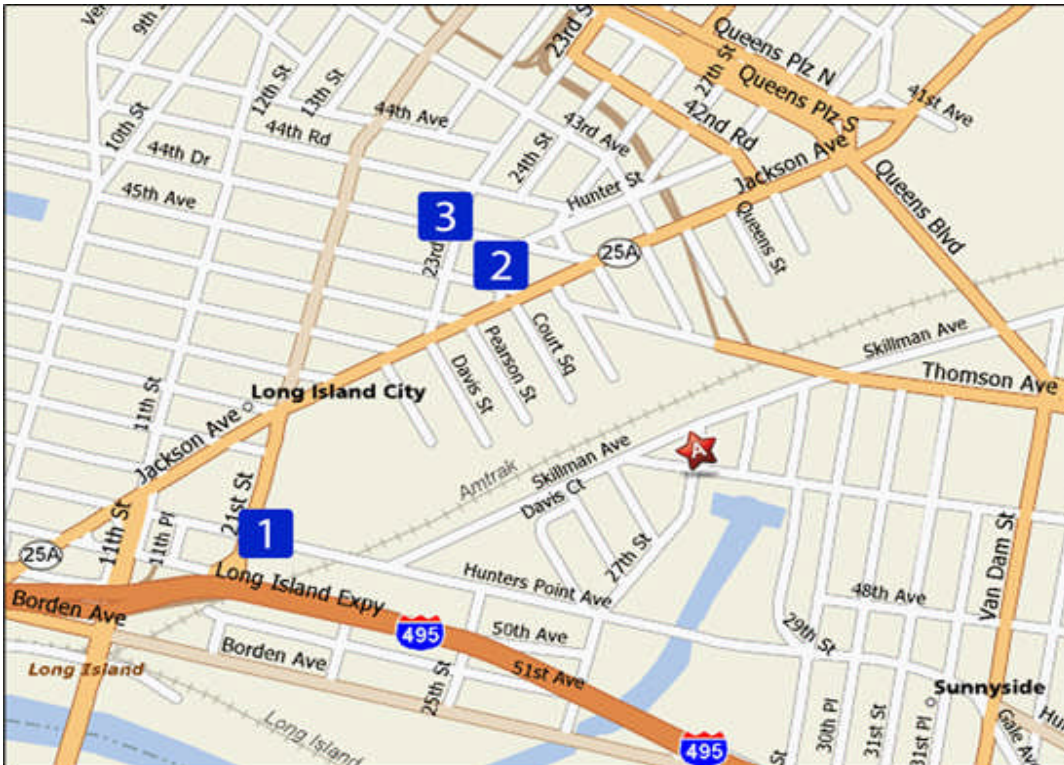 Ver
9th
23rd S
Queens Plz N
27th St
Queens Plz S
41st Ave
12th St
13th St
44th Ave
43rd Ave
42nd Rd
10th St
44th Rd
24th St
Jackson Ave
44th Dr
45th Ave
Hunter St
Queens Blvd
3
23rd
2
25A
Queens St
Skillman Ave
Court Sq
Pearson St
Davis St
Thomson Ave
11th St
Long Island City
Jackson Ave
Amtrak
Skillman Ave
A
Davis Ct
21st St
1
11th St
11th Pl
25A
27th St
Van Dam St
Long Island Expy
Hunters Point Ave
48th Ave
Borden Ave
495
50th Ave
29th St
Borden Ave
51st Ave
25th St
Long Island
Sunnyside
Long Island
495
St
30th Pl
31st St
31st Pl
Gale Ave
Hu